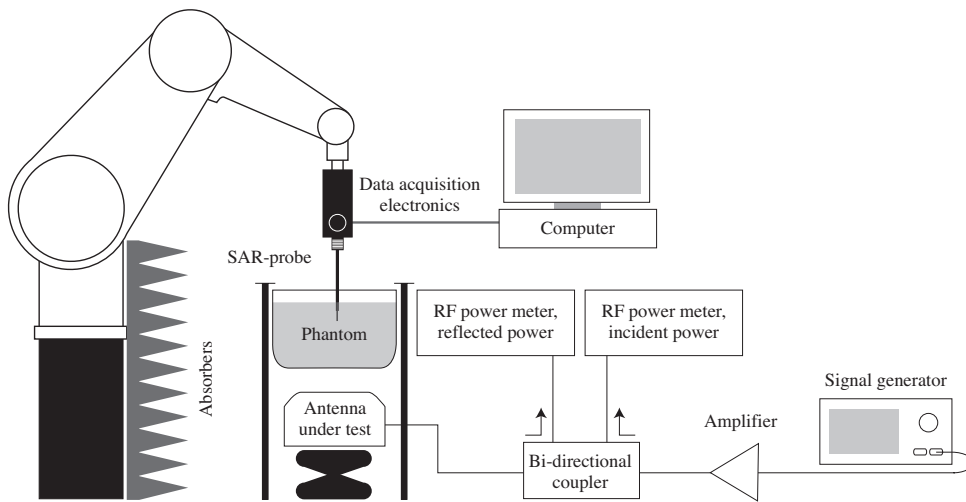 Data acquisition
electronics
Computer
SAR-probe
Phantom
RF power meter,
reflected power
RF power meter,
incident power
Absorbers
Antenna
under test
Bi-directional
coupler
Amplifier
Signal generator